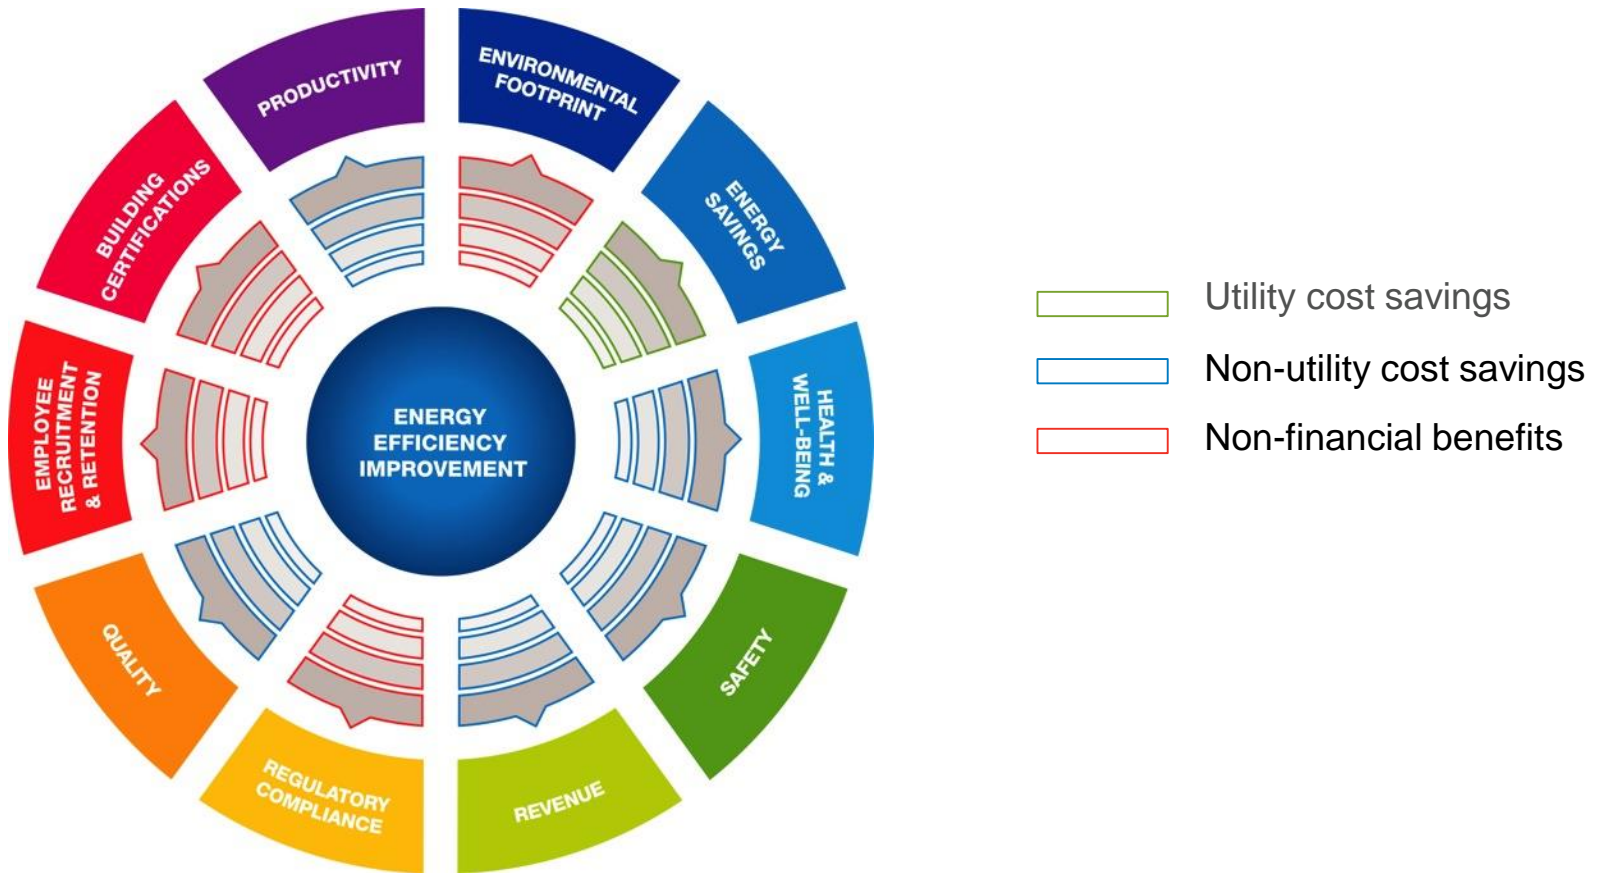 PRODUCTIVITY
ENVIRONMENTAL
FOOTPRINT
ENERGY
SAVINGS
HEALTH &
WELL-BEING
SAFETY
REVENUE
REGULATORY
COMPLIANCE
QUALITY
EMPLOYEE
RECRUITMENT
& RETENTION
BUILDING
CERTIFICATIONS
ENERGY
EFFICIENCY
IMPROVEMENT
Utility cost savings
Non-utility cost savings
Non-financial benefits